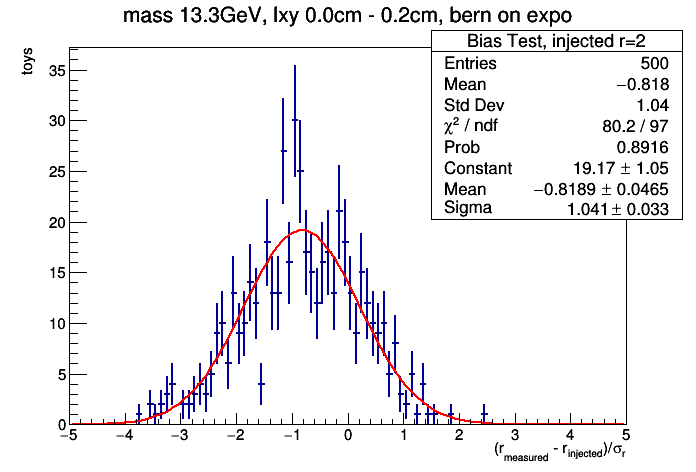 mass 13.3GeV, lxy 0.0cm - 0.2cm, bern on expo
Bias Test, injected r=2
Entries 500
Mean −0.818
Std Dev 1.04
χ² / ndf 80.2 / 97
Prob 0.8916
Constant 19.17 ± 1.05
Mean −0.8189 ± 0.0465
Sigma 1.041 ± 0.033
toys
35
30
25
20
15
10
5
0
−5 −4 −3 −2 −1 0 1 2 3 4 5
(r_measured - r_injected)/σ_r